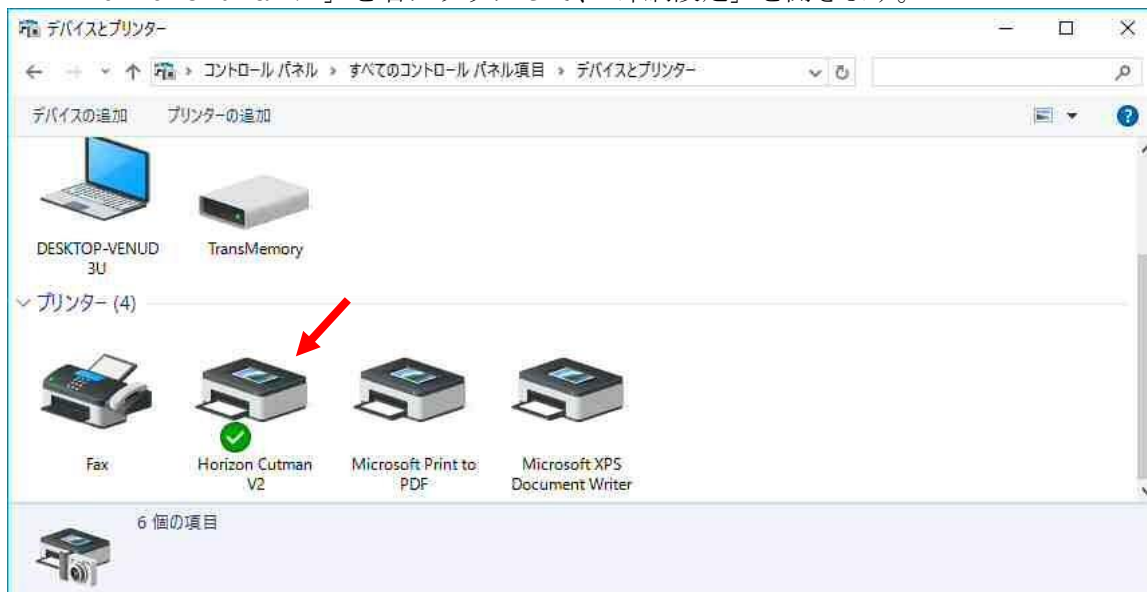 デバイスとプリンター
コントロール パネル › すべてのコントロール パネル項目 › デバイスとプリンター
デバイスの追加 プリンターの追加
DESKTOP-VENUD
3U
TransMemory
プリンター (4)
Fax
Horizon Cutman
V2
Microsoft Print to
PDF
Microsoft XPS
Document Writer
6 個の項目